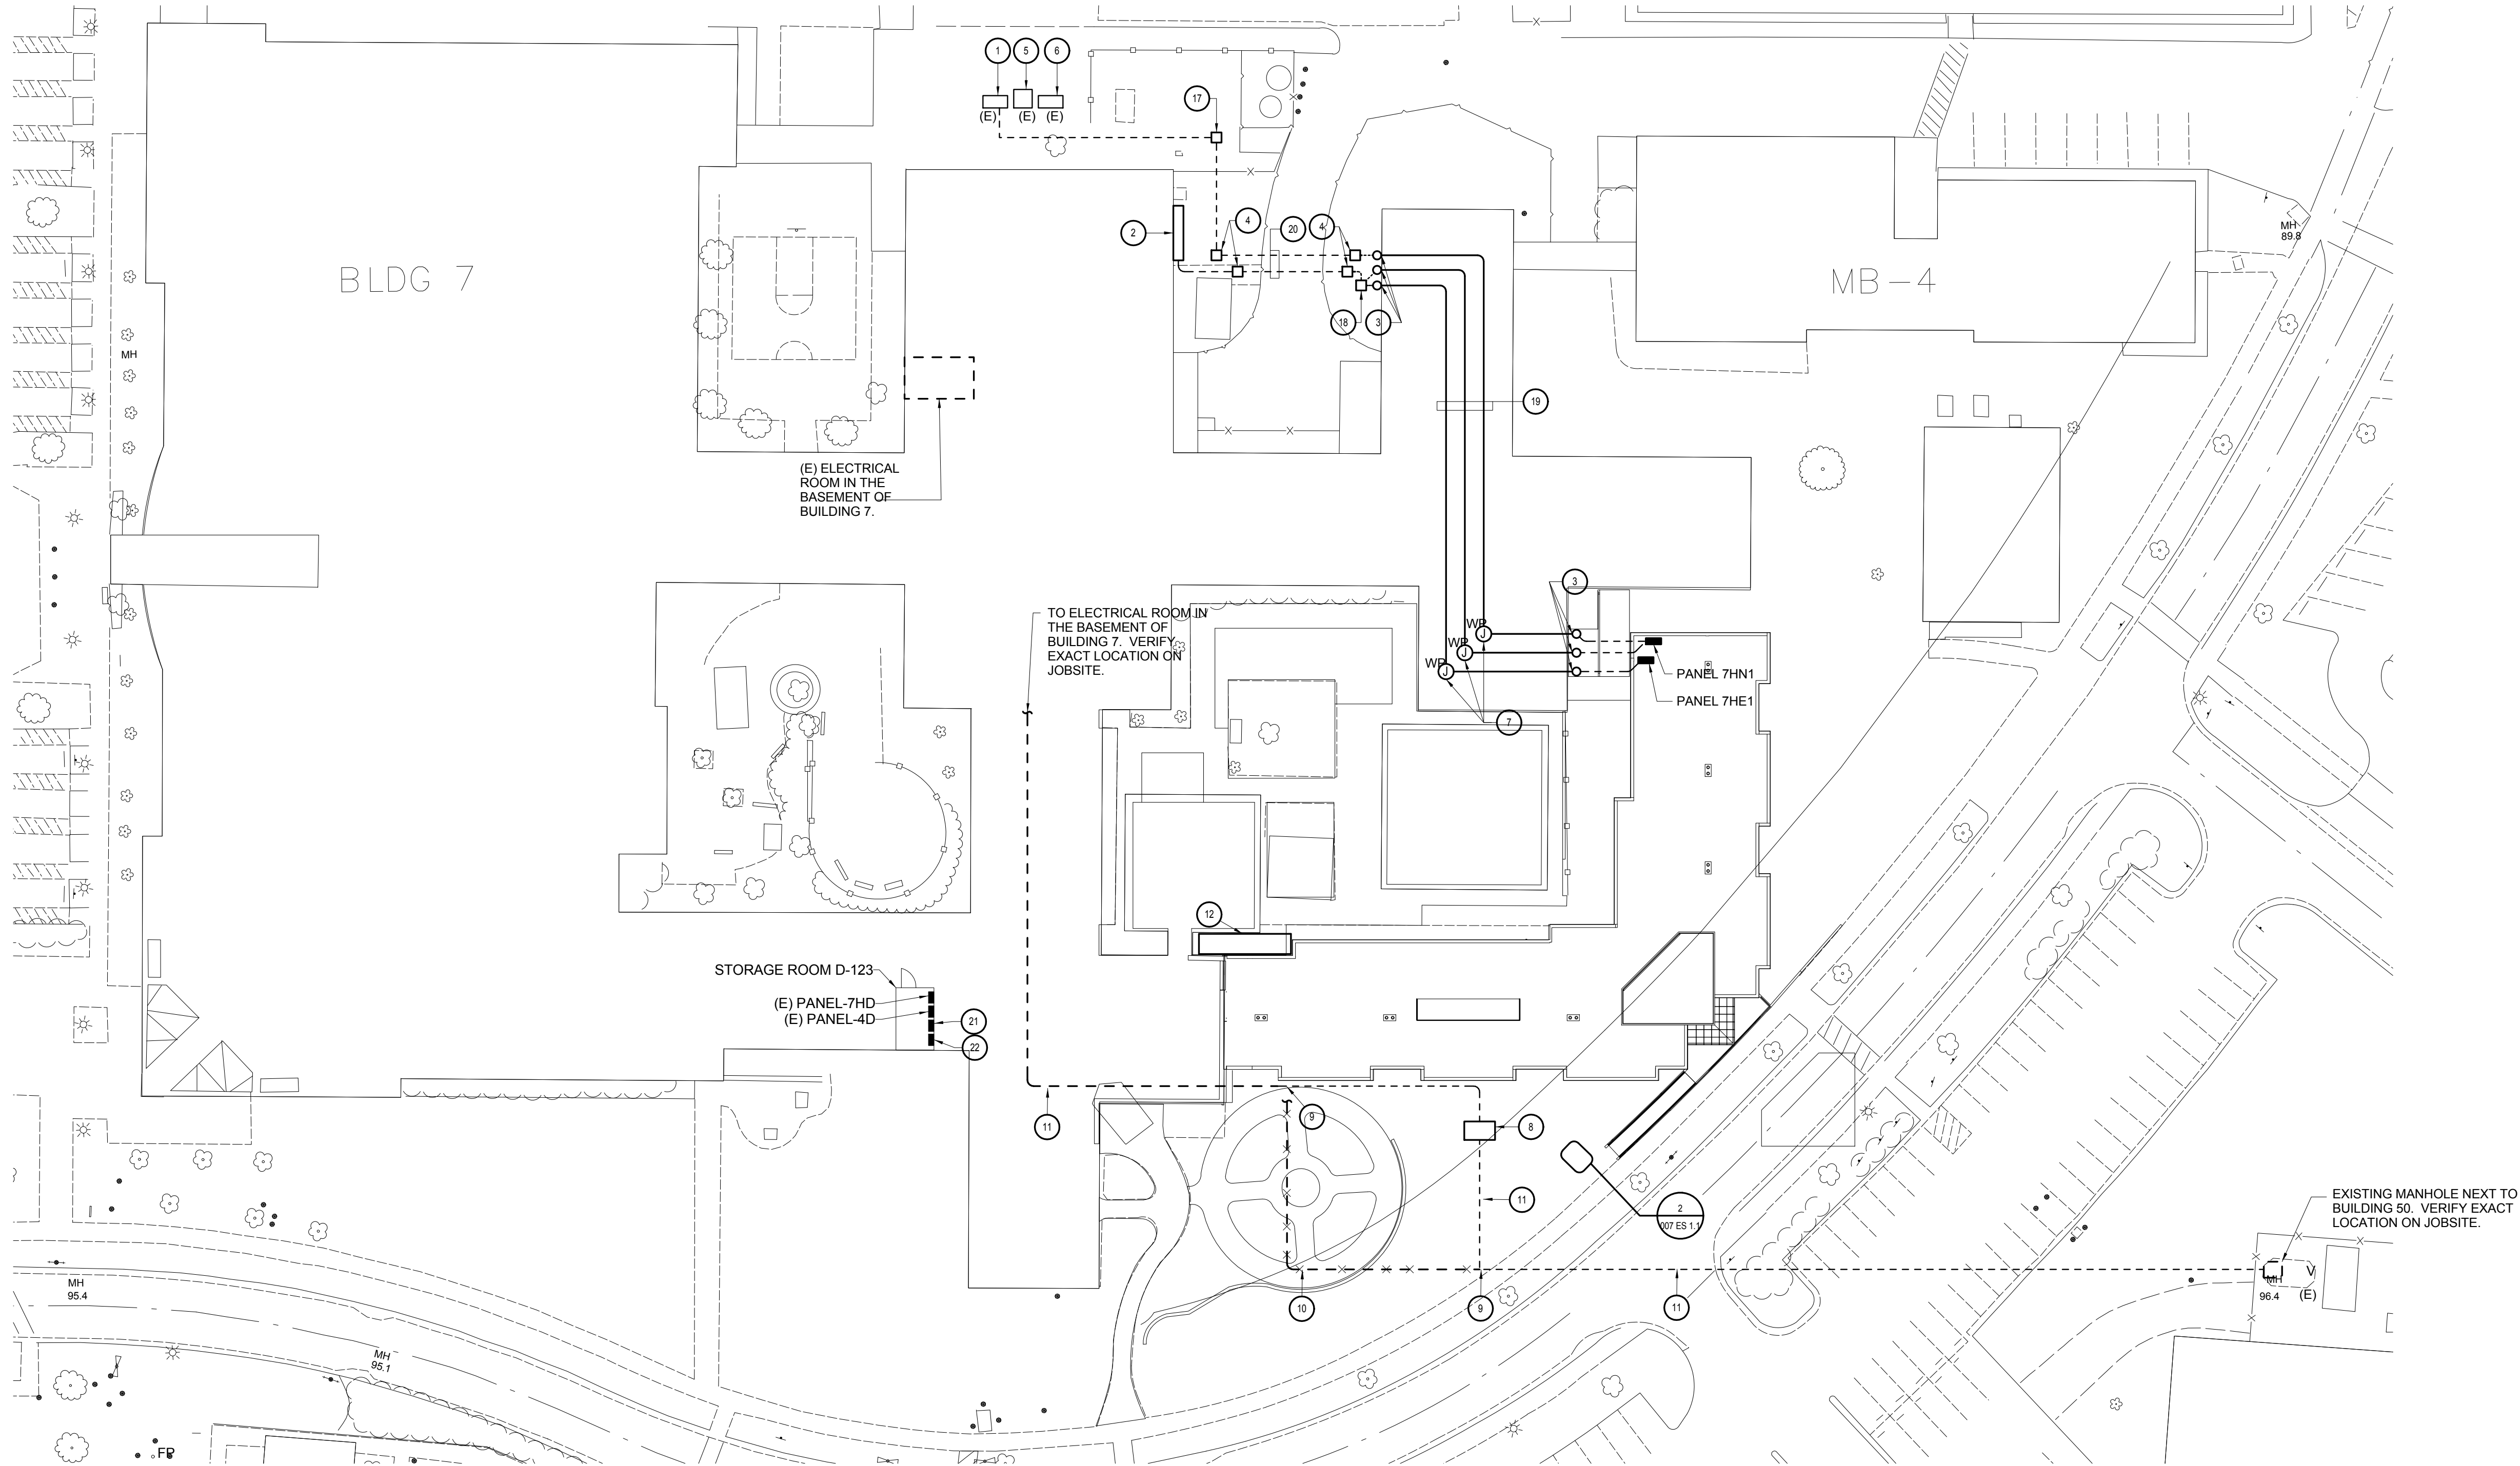 1
5
6
(E)
(E)
(E)
17
4
20
4
2
MH
89.8
BLDG 7
MB-4
18
3
MH
19
(E) ELECTRICAL
ROOM IN THE
BASEMENT OF
BUILDING 7.
3
TO ELECTRICAL ROOM IN
THE BASEMENT OF
BUILDING 7. VERIFY
EXACT LOCATION ON
JOBSITE.
WP
J
WP
J
WP
J
PANEL 7HN1
PANEL 7HE1
7
12
STORAGE ROOM D-123
(E) PANEL-7HD
(E) PANEL-4D
21
22
9
11
8
11
2
007 ES 1.1
EXISTING MANHOLE NEXT TO
BUILDING 50. VERIFY EXACT
LOCATION ON JOBSITE.
MH
95.4
10
9
11
MH
V
96.4
(E)
MH
95.1
FP